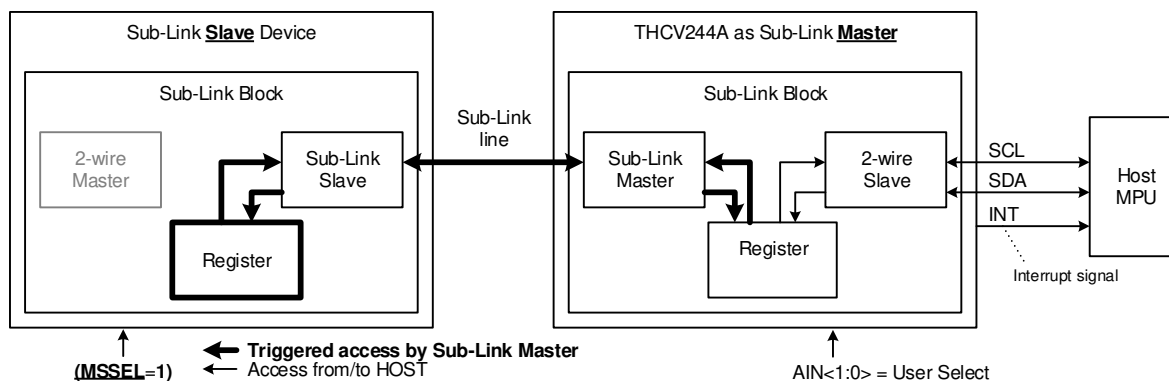 Sub-Link Slave Device
THCV244A as Sub-Link Master
Sub-Link Block
Sub-Link Block
2-wire
Master
Sub-Link
Slave
Sub-Link
line
Sub-Link
Master
2-wire
Slave
SCL
SDA
INT
Host
MPU
Register
Register
Interrupt signal
(MSSEL=1)
Triggered access by Sub-Link Master
Access from/to HOST
AIN<1:0> = User Select